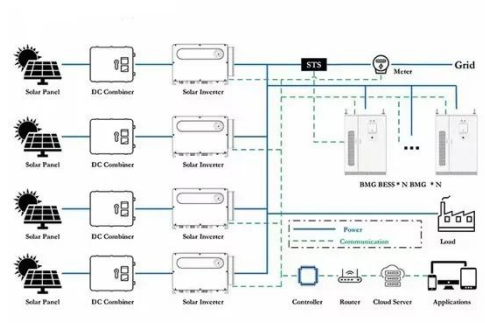 STS
Meter
Grid
Solar Panel
DC Combiner
Solar Inverter
Solar Panel
DC Combiner
Solar Inverter
BMG BESS * N BMG * N
Solar Panel
DC Combiner
Solar Inverter
Power
Communication
Load
Solar Panel
DC Combiner
Solar Inverter
Controller
Router
Cloud Server
Applications